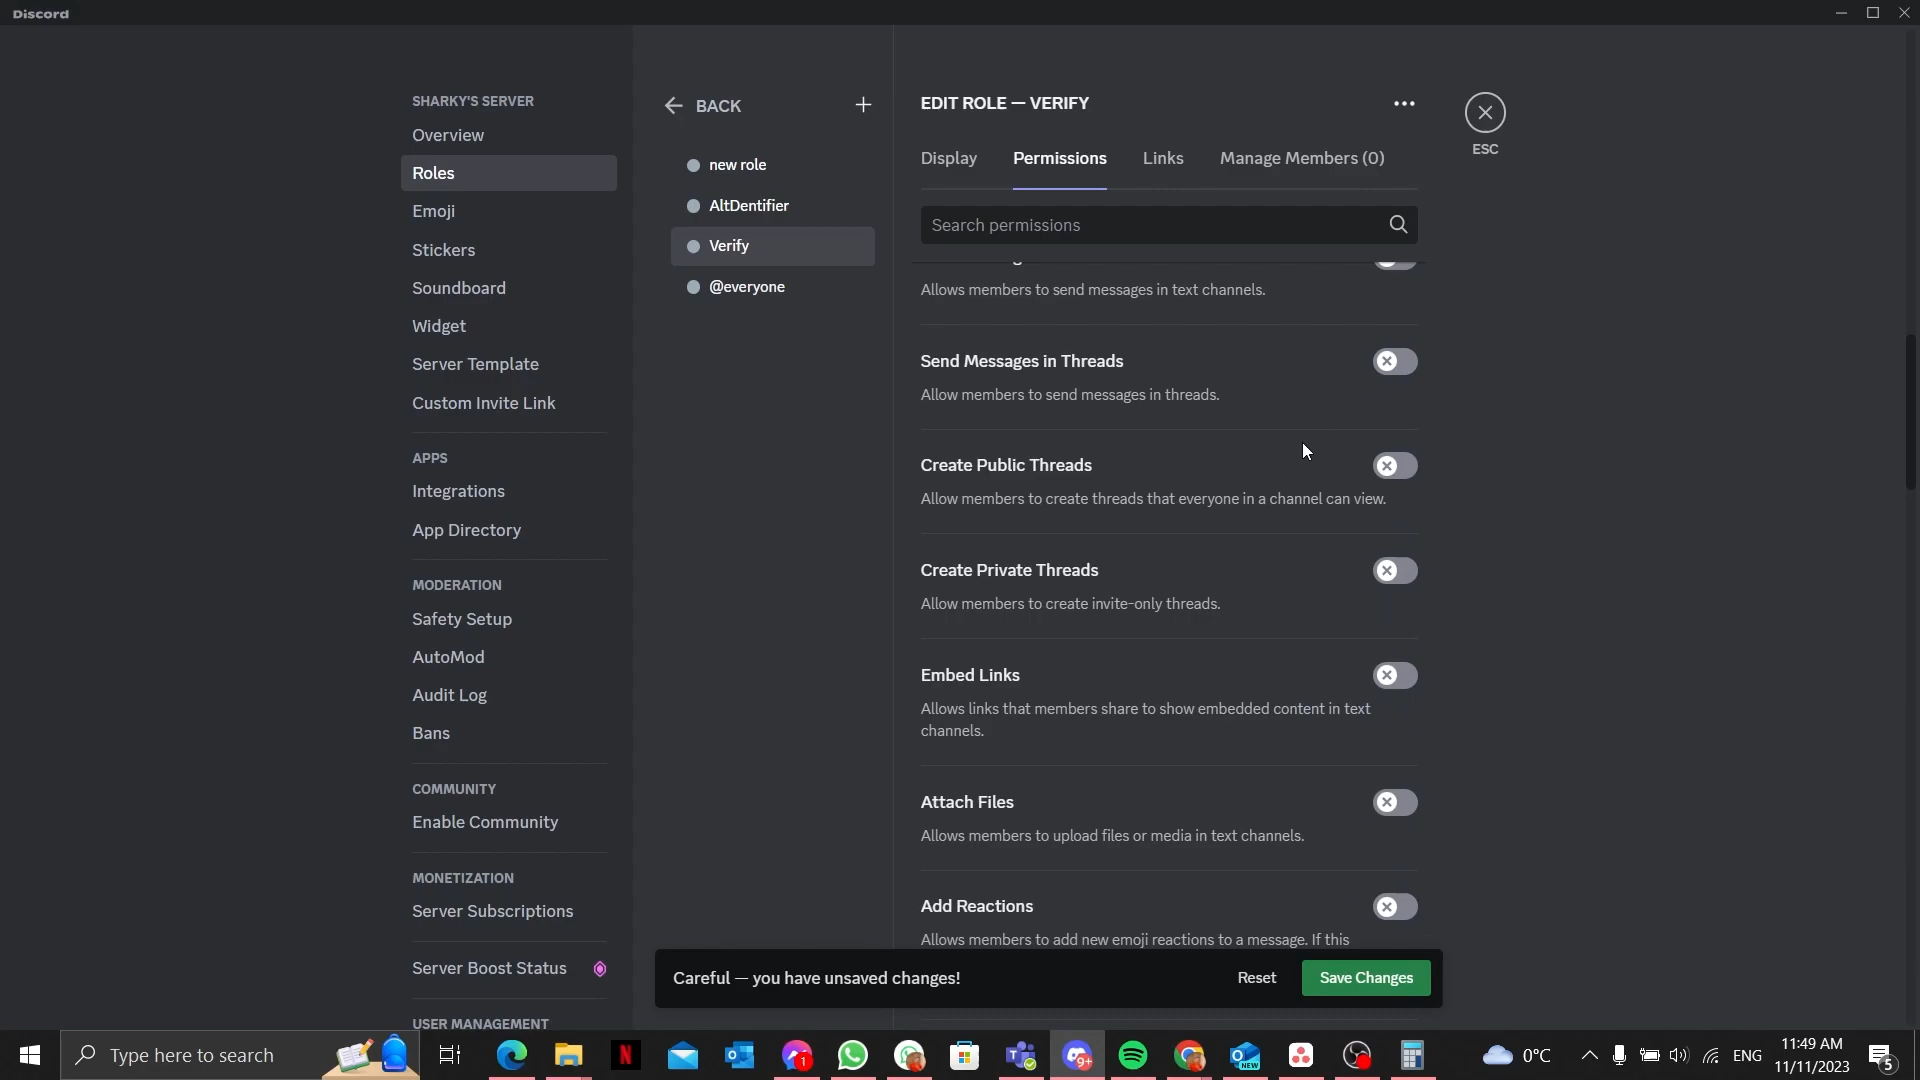 Discord
SHARKY'S SERVER
Overview
Roles
Emoji
Stickers
Soundboard
Widget
Server Template
Custom Invite Link
APPS
Integrations
App Directory
MODERATION
Safety Setup
AutoMod
Audit Log
Bans
COMMUNITY
Enable Community
MONETIZATION
Server Subscriptions
Server Boost Status
USER MANAGEMENT
BACK
new role
AltDentifier
Verify
@everyone
EDIT ROLE — VERIFY
ESC
Display Permissions Links Manage Members (0)
Search permissions
Allows members to send messages in text channels.
Send Messages in Threads
Allow members to send messages in threads.
Create Public Threads
Allow members to create threads that everyone in a channel can view.
Create Private Threads
Allow members to create invite-only threads.
Embed Links
Allows links that members share to show embedded content in text
channels.
Attach Files
Allows members to upload files or media in text channels.
Add Reactions
Allows members to add new emoji reactions to a message. If this
Careful — you have unsaved changes! Reset Save Changes
Type here to search
1
9+
NEW
0°C
ENG
11:49 AM
11/11/2023
5